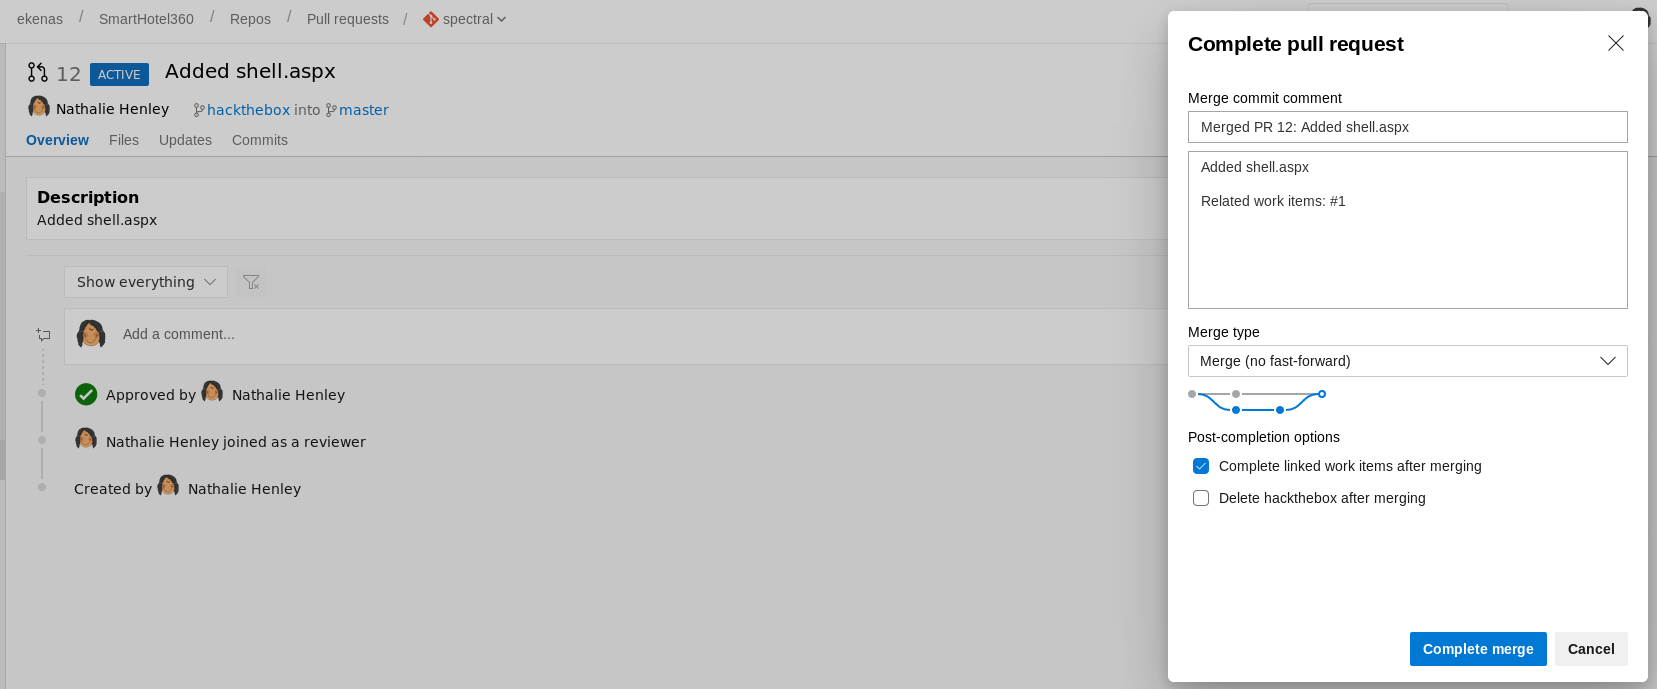 ekenas / SmartHotel360 / Repos / Pull requests / spectral
12 ACTIVE Added shell.aspx
Nathalie Henley hackthebox into master
Overview Files Updates Commits
Description
Added shell.aspx
Show everything
Add a comment...
Approved by Nathalie Henley
Nathalie Henley joined as a reviewer
Created by Nathalie Henley
Complete pull request
Merge commit comment
Merged PR 12: Added shell.aspx
Added shell.aspx
Related work items: #1
Merge type
Merge (no fast-forward)
Post-completion options
Complete linked work items after merging
Delete hackthebox after merging
Complete merge Cancel